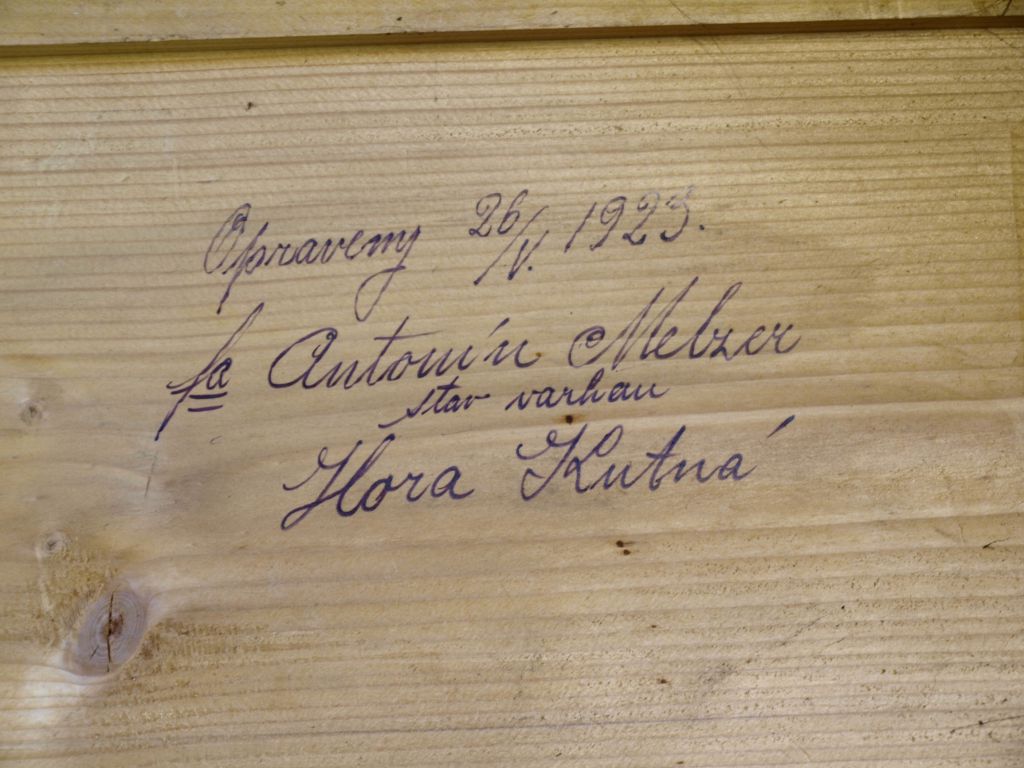 Opraveny 26/V. 1923.
fa Antonín Melzer
stav varhan
Hora Kutná